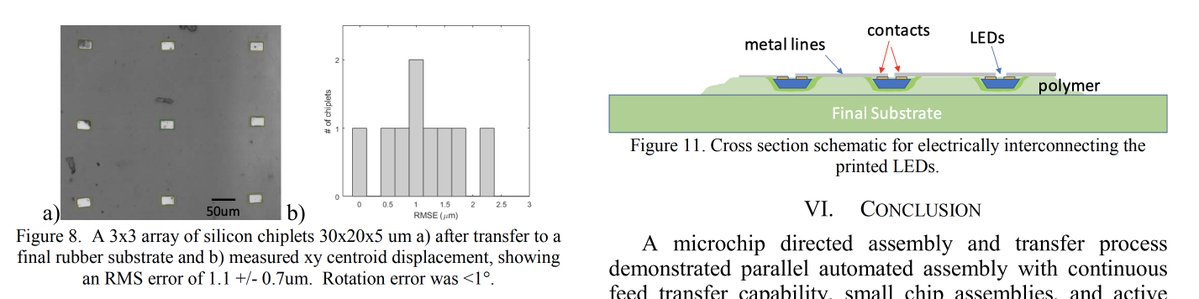 a)
50um
b)
# of chiplets
2
1
0
0 0.5 1 1.5 2 2.5 3
RMSE (μm)
Figure 8. A 3x3 array of silicon chiplets 30x20x5 um a) after transfer to a
final rubber substrate and b) measured xy centroid displacement, showing
an RMS error of 1.1 +/- 0.7um. Rotation error was <1°.
metal lines
contacts
LEDs
polymer
Final Substrate
Figure 11. Cross section schematic for electrically interconnecting the
printed LEDs.
VI. CONCLUSION
A microchip directed assembly and transfer process
demonstrated parallel automated assembly with continuous
feed transfer capability, small chip assemblies, and active